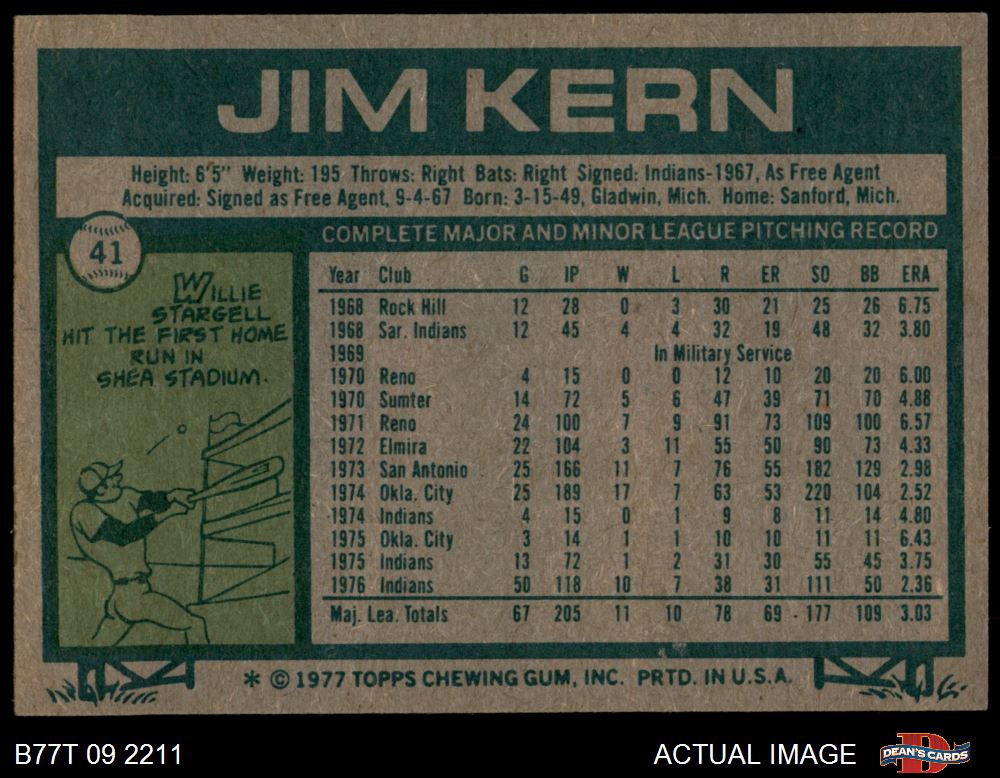 JIM KERN
Height: 6'5" Weight: 195 Throws: Right Bats: Right Signed: Indians-1967, As Free Agent
Acquired: Signed as Free Agent, 9-4-67 Born: 3-15-49, Gladwin, Mich. Home: Sanford, Mich.
41
WILLIE
STARGELL
HIT THE FIRST HOME
RUN IN
SHEA STADIUM.
COMPLETE MAJOR AND MINOR LEAGUE PITCHING RECORD
Year Club G IP W L R ER SO BB ERA
1968 Rock Hill 12 28 0 3 30 21 25 26 6.75
1968 Sar. Indians 12 45 4 4 32 19 48 32 3.80
1969 In Military Service
1970 Reno 4 15 0 0 12 10 20 20 6.00
1970 Sumter 14 72 5 6 47 39 71 70 4.88
1971 Reno 24 100 7 9 91 73 109 100 6.57
1972 Elmira 22 104 3 11 55 50 90 73 4.33
1973 San Antonio 25 166 11 7 76 55 182 129 2.98
1974 Okla. City 25 189 17 7 63 53 220 104 2.52
1974 Indians 4 15 0 1 9 8 11 14 4.80
1975 Okla. City 3 14 1 1 10 10 11 11 6.43
1975 Indians 13 72 1 2 31 30 55 45 3.75
1976 Indians 50 118 10 7 38 31 111 50 2.36
Maj. Lea. Totals 67 205 11 10 78 69 177 109 3.03
* © 1977 TOPPS CHEWING GUM, INC. PRTD. IN U.S.A.
B77T 09 2211
ACTUAL IMAGE
D
DEAN'S CARDS